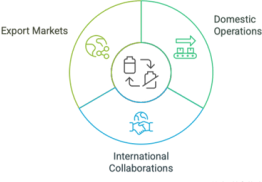 Domestic
Operations
Export Markets
International
Collaborations